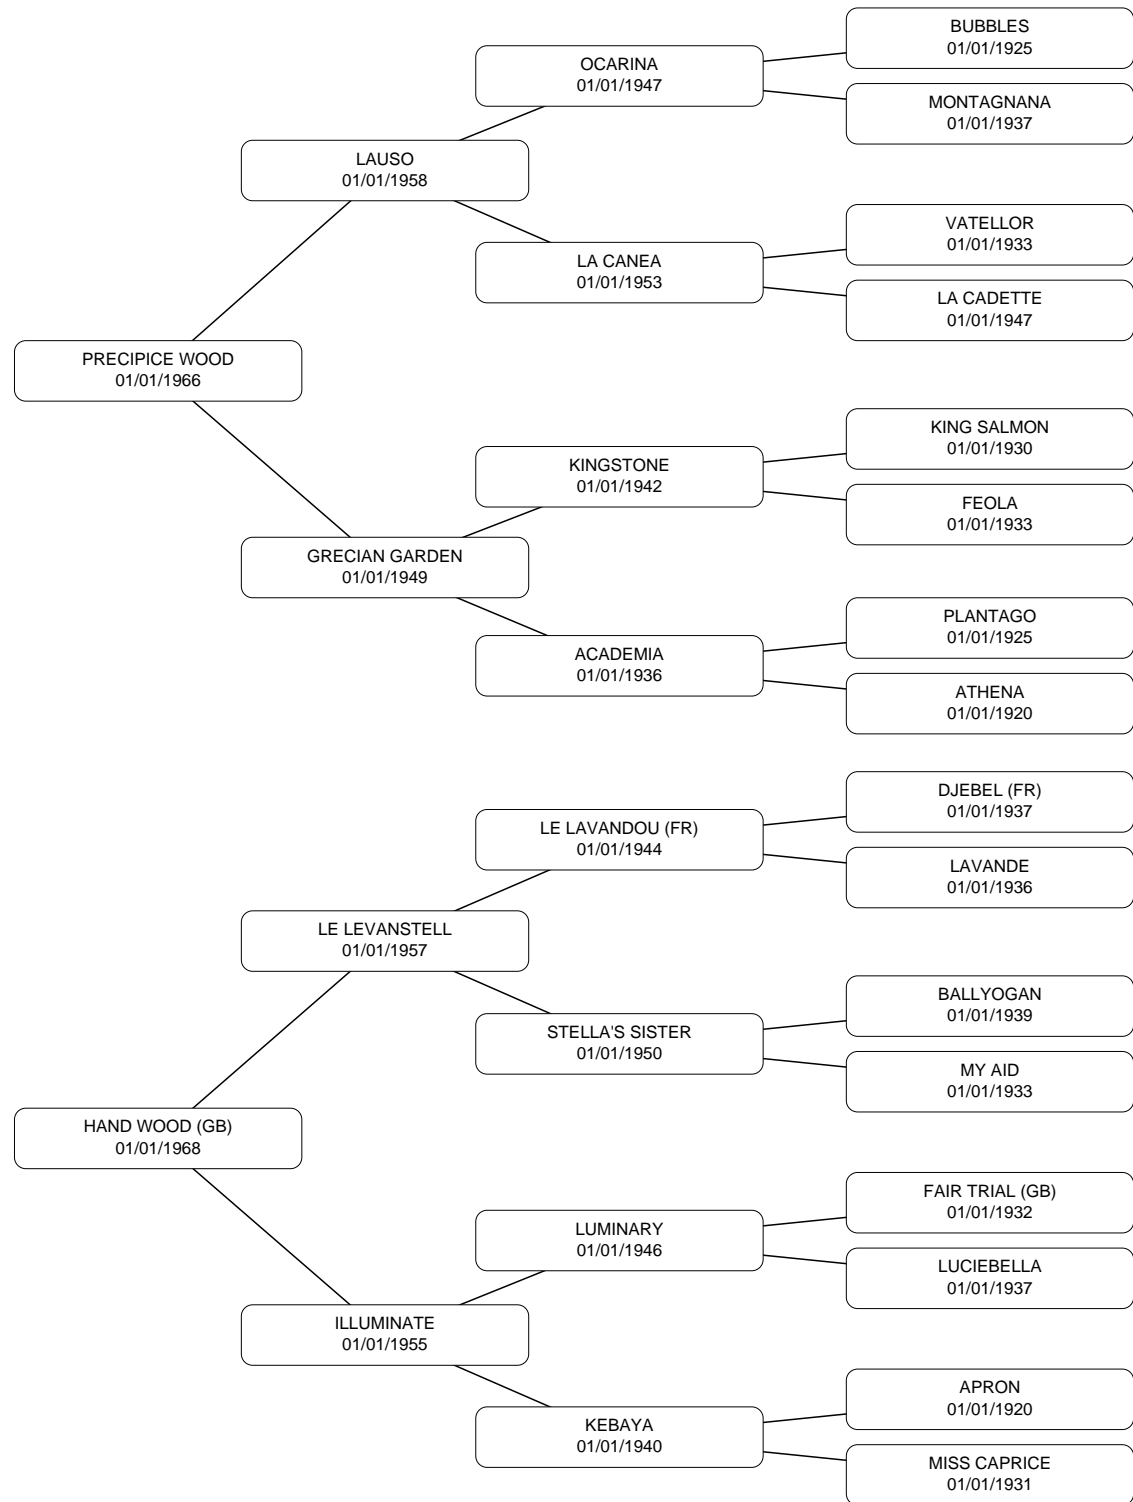 BUBBLES
01/01/1925
OCARINA
01/01/1947
MONTAGNANA
01/01/1937
LAUSO
01/01/1958
VATELLOR
01/01/1933
LA CANEA
01/01/1953
LA CADETTE
01/01/1947
PRECIPICE WOOD
01/01/1966
KING SALMON
01/01/1930
KINGSTONE
01/01/1942
FEOLA
01/01/1933
GRECIAN GARDEN
01/01/1949
PLANTAGO
01/01/1925
ACADEMIA
01/01/1936
ATHENA
01/01/1920
DJEBEL (FR)
01/01/1937
LE LAVANDOU (FR)
01/01/1944
LAVANDE
01/01/1936
LE LEVANSTELL
01/01/1957
BALLYOGAN
01/01/1939
STELLA'S SISTER
01/01/1950
MY AID
01/01/1933
HAND WOOD (GB)
01/01/1968
FAIR TRIAL (GB)
01/01/1932
LUMINARY
01/01/1946
LUCIEBELLA
01/01/1937
ILLUMINATE
01/01/1955
APRON
01/01/1920
KEBAYA
01/01/1940
MISS CAPRICE
01/01/1931